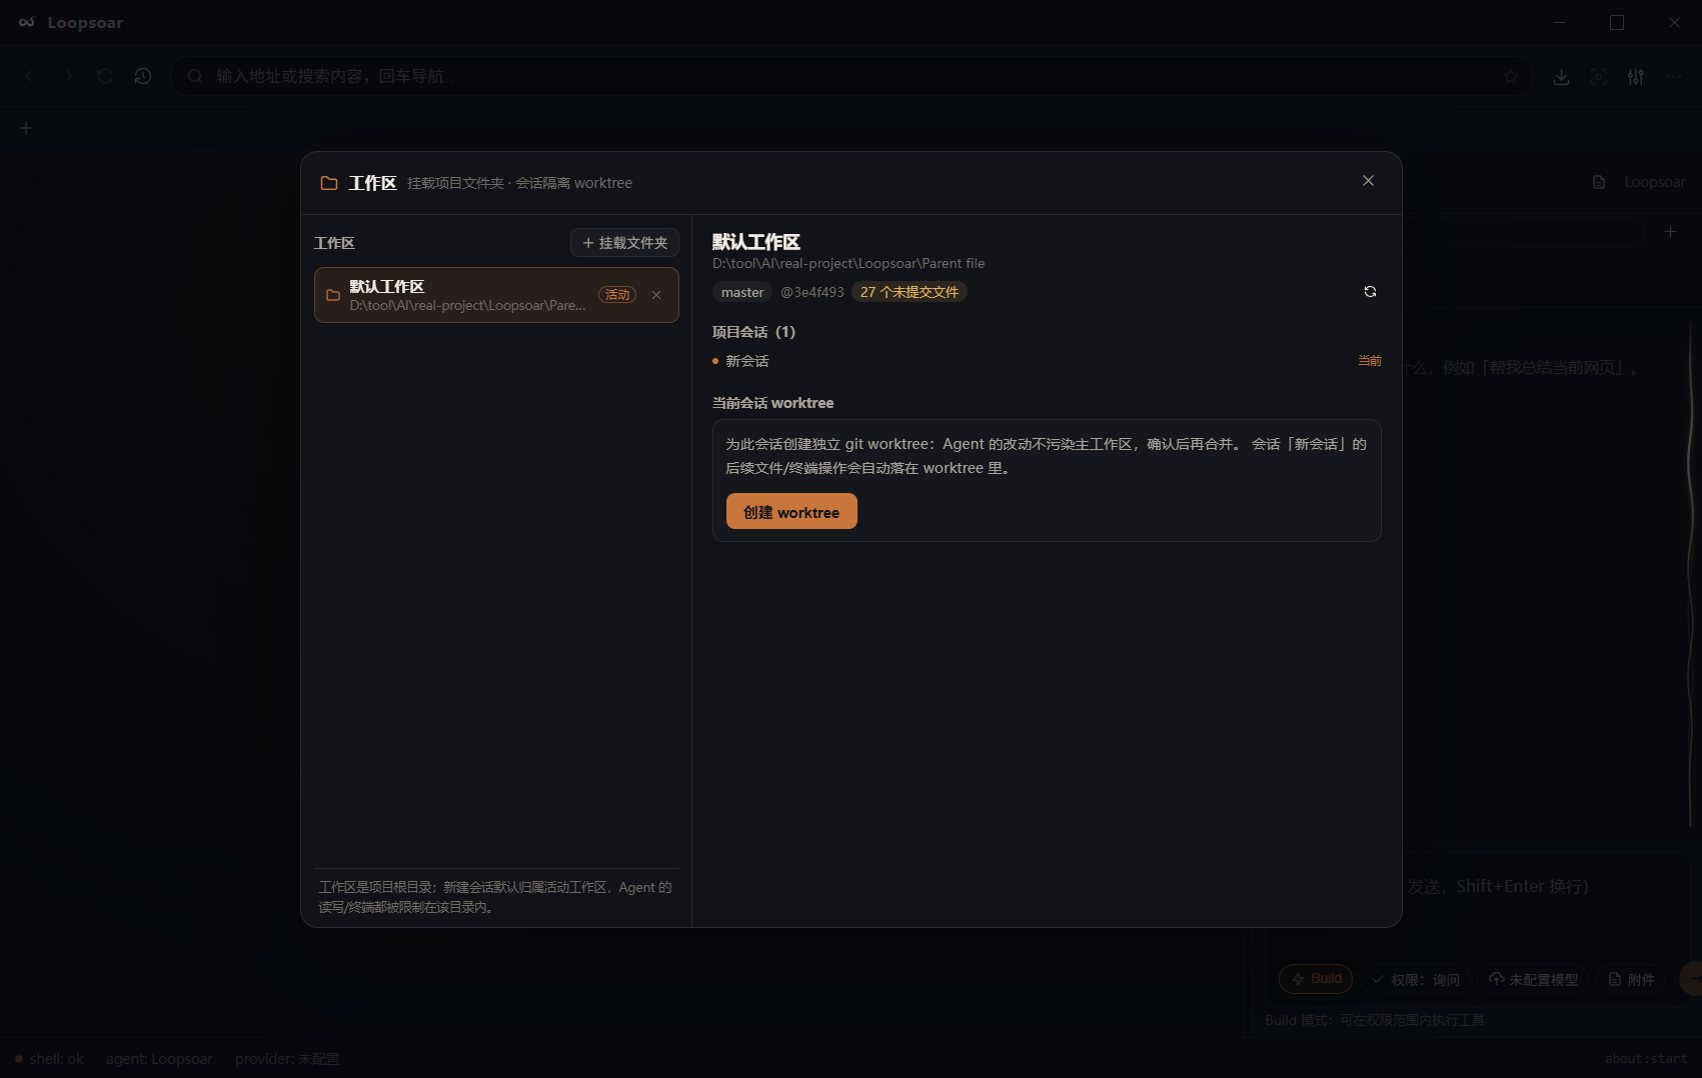 Loopsoar
输入地址或搜索内容，回车导航...
Loopsoar
工作区 挂载项目文件夹 · 会话隔离 worktree
工作区
+ 挂载文件夹
默认工作区
D:\tool\AI\real-project\Loopsoar\Pare...
活动
工作区是项目根目录；新建会话默认归属活动工作区，Agent 的
读写/终端都被限制在该目录内。
默认工作区
D:\tool\AI\real-project\Loopsoar\Parent file
master @3e4f493 27 个未提交文件
项目会话（1）
新会话 当前
当前会话 worktree
为此会话创建独立 git worktree：Agent 的改动不污染主工作区，确认后再合并。 会话「新会话」的
后续文件/终端操作会自动落在 worktree 里。
创建 worktree
什么，例如「帮我总结当前网页」。
发送，Shift+Enter 换行)
Build 权限：询问 未配置模型 附件
Build 模式：可在权限范围内执行工具
shell: ok agent: Loopsoar provider: 未配置 about:start